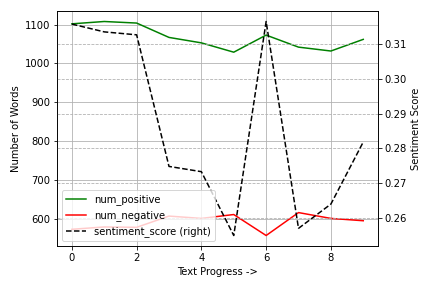 1100
1000
900
800
700
600
0.31
0.30
0.29
0.28
0.27
0.26
Number of Words
Sentiment Score
num_positive
num_negative
sentiment_score (right)
0
2
4
6
8
Text Progress ->